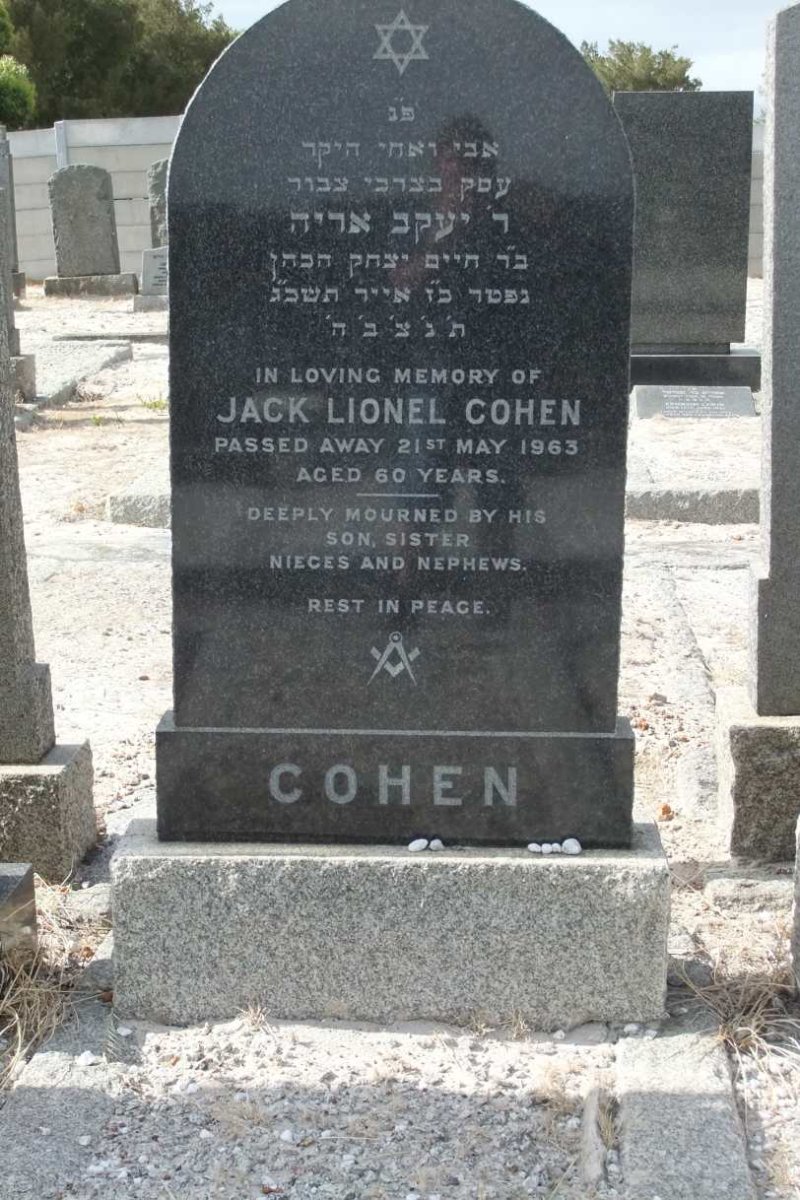 פ״נ
אבי ואחי היקר
עסק בצרכי צבור
ר׳ יעקב אריה
ב״ר חיים יצחק הכהן
נפטר כ״ז אייר תשכ״ג
ת׳ נ׳ צ׳ ב׳ ה׳
IN LOVING MEMORY OF
JACK LIONEL COHEN
PASSED AWAY 21ST MAY 1963
AGED 60 YEARS.
DEEPLY MOURNED BY HIS
SON, SISTER
NIECES AND NEPHEWS.
REST IN PEACE.
COHEN